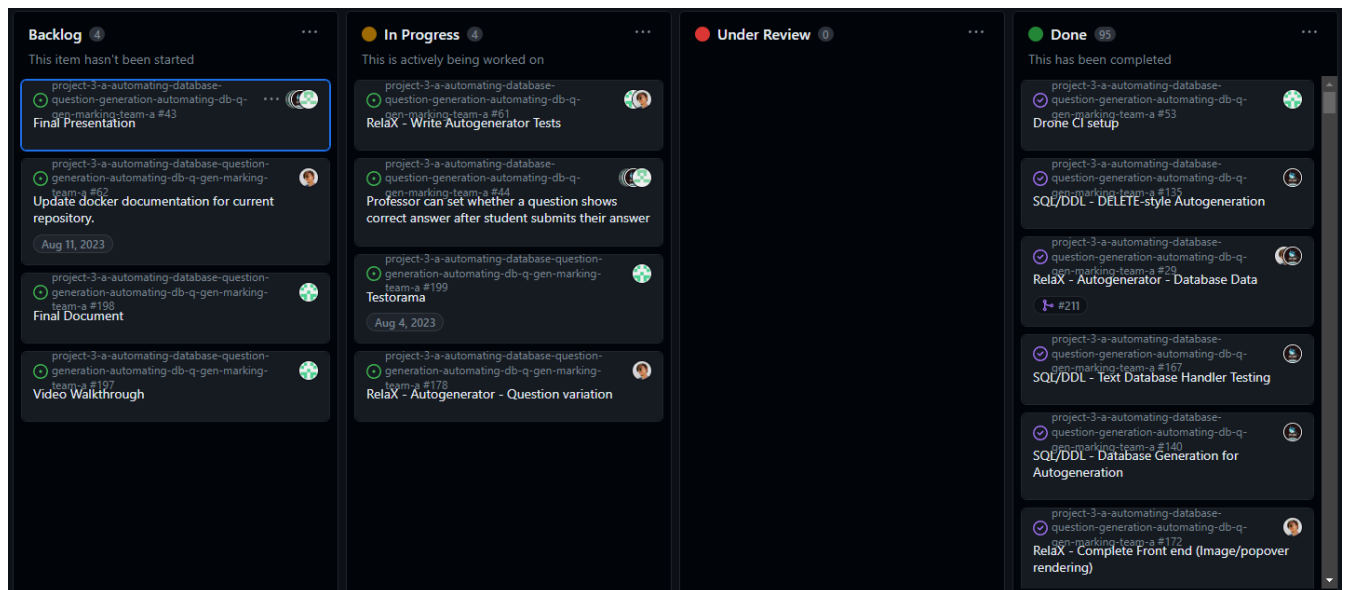 Backlog 4
This item hasn't been started
project-3-a-automating-database-
question-generation-automating-db-q-
gen-marking-team-a #43
Final Presentation
project-3-a-automating-database-question-
generation-automating-db-q-gen-marking-
team-a #62
Update docker documentation for current
repository.
Aug 11, 2023
project-3-a-automating-database-question-
generation-automating-db-q-gen-marking-
team-a #198
Final Document
project-3-a-automating-database-question-
generation-automating-db-q-gen-marking-
team-a #197
Video Walkthrough
In Progress 4
This is actively being worked on
project-3-a-automating-database-
question-generation-automating-db-q-
gen-marking-team-a #61
RelaX - Write Autogenerator Tests
project-3-a-automating-database-
question-generation-automating-db-q-
gen-marking-team-a #44
Professor can set whether a question shows
correct answer after student submits their answer
project-3-a-automating-database-question-
generation-automating-db-q-gen-marking-
team-a #199
Testorama
Aug 4, 2023
project-3-a-automating-database-question-
generation-automating-db-q-gen-marking-
team-a #178
RelaX - Autogenerator - Question variation
Under Review 0
Done 95
This has been completed
project-3-a-automating-database-
question-generation-automating-db-q-
gen-marking-team-a #53
Drone CI setup
project-3-a-automating-database-
question-generation-automating-db-q-
gen-marking-team-a #135
SQL/DDL - DELETE-style Autogeneration
project-3-a-automating-database-
question-generation-automating-db-q-
gen-marking-team-a #29
RelaX - Autogenerator - Database Data
#211
project-3-a-automating-database-
question-generation-automating-db-q-
gen-marking-team-a #167
SQL/DDL - Text Database Handler Testing
project-3-a-automating-database-
question-generation-automating-db-q-
gen-marking-team-a #140
SQL/DDL - Database Generation for
Autogeneration
project-3-a-automating-database-
question-generation-automating-db-q-
gen-marking-team-a #172
RelaX - Complete Front end (Image/popover
rendering)